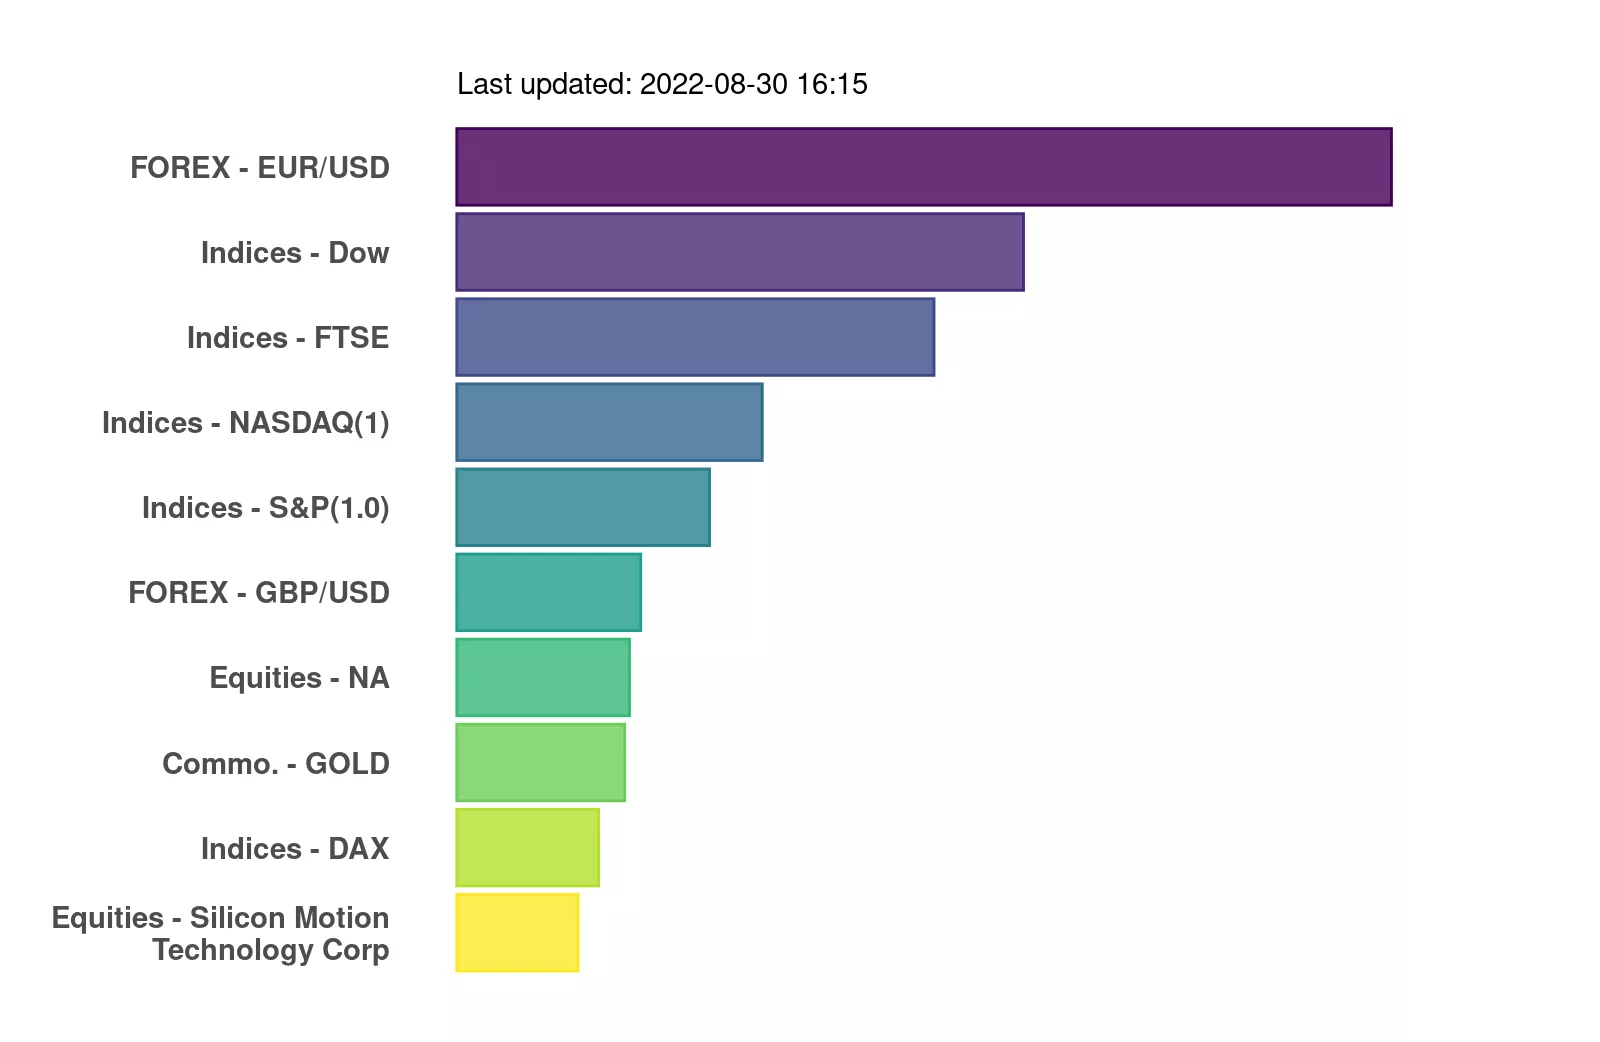 Last updated: 2022-08-30 16:15
FOREX - EUR/USD
Indices - Dow
Indices - FTSE
Indices - NASDAQ(1)
Indices - S&P(1.0)
FOREX - GBP/USD
Equities - NA
Commo. - GOLD
Indices - DAX
Equities - Silicon Motion
Technology Corp